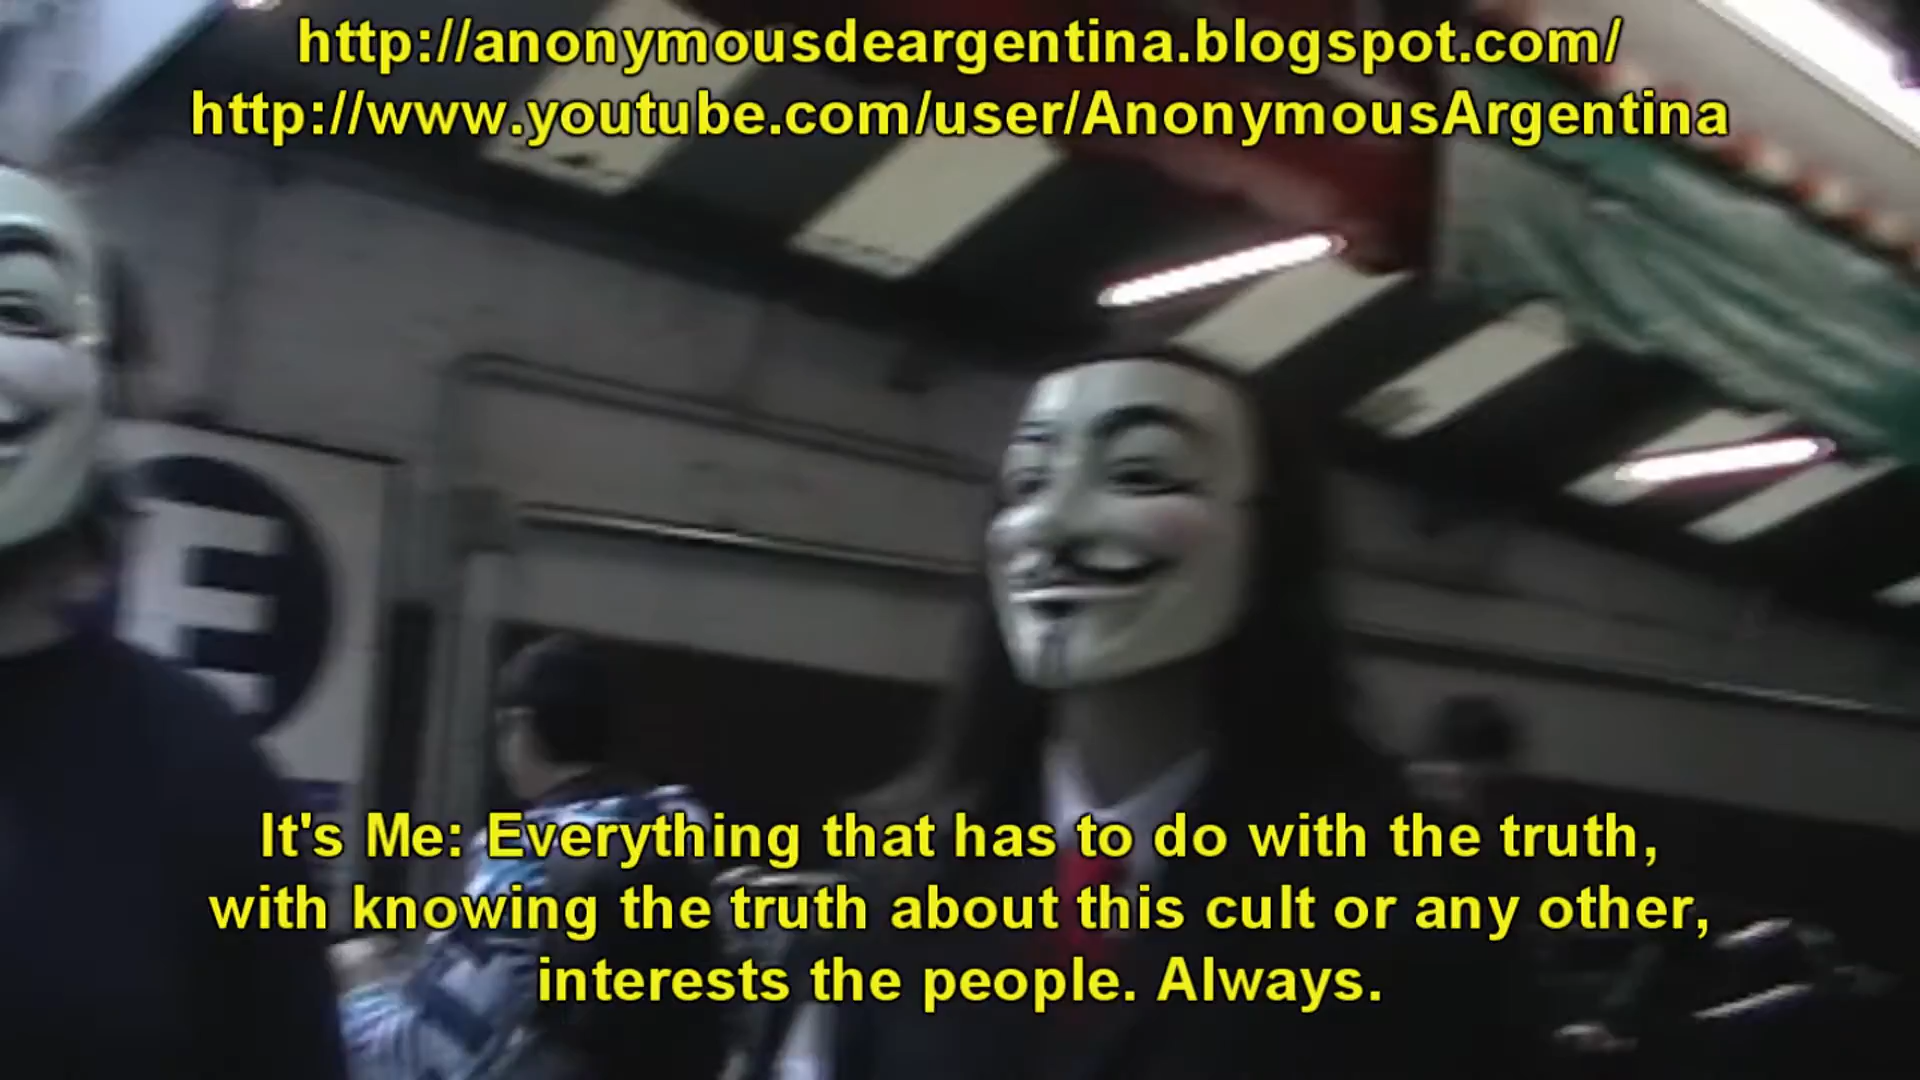 http://anonymousdeargentina.blogspot.com/
http://www.youtube.com/user/AnonymousArgentina
E
It's Me: Everything that has to do with the truth,
with knowing the truth about this cult or any other,
interests the people. Always.